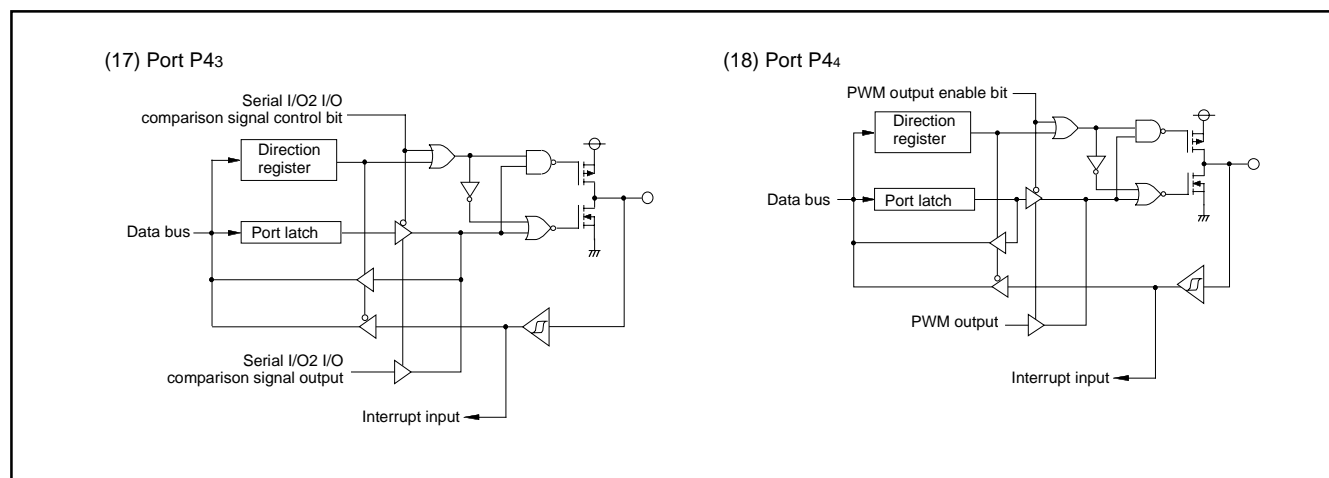 (17) Port P43
Serial I/O2 I/O
comparison signal control bit
Direction
register
Data bus
Port latch
Serial I/O2 I/O
comparison signal output
Interrupt input
(18) Port P44
PWM output enable bit
Direction
register
Data bus
Port latch
PWM output
Interrupt input